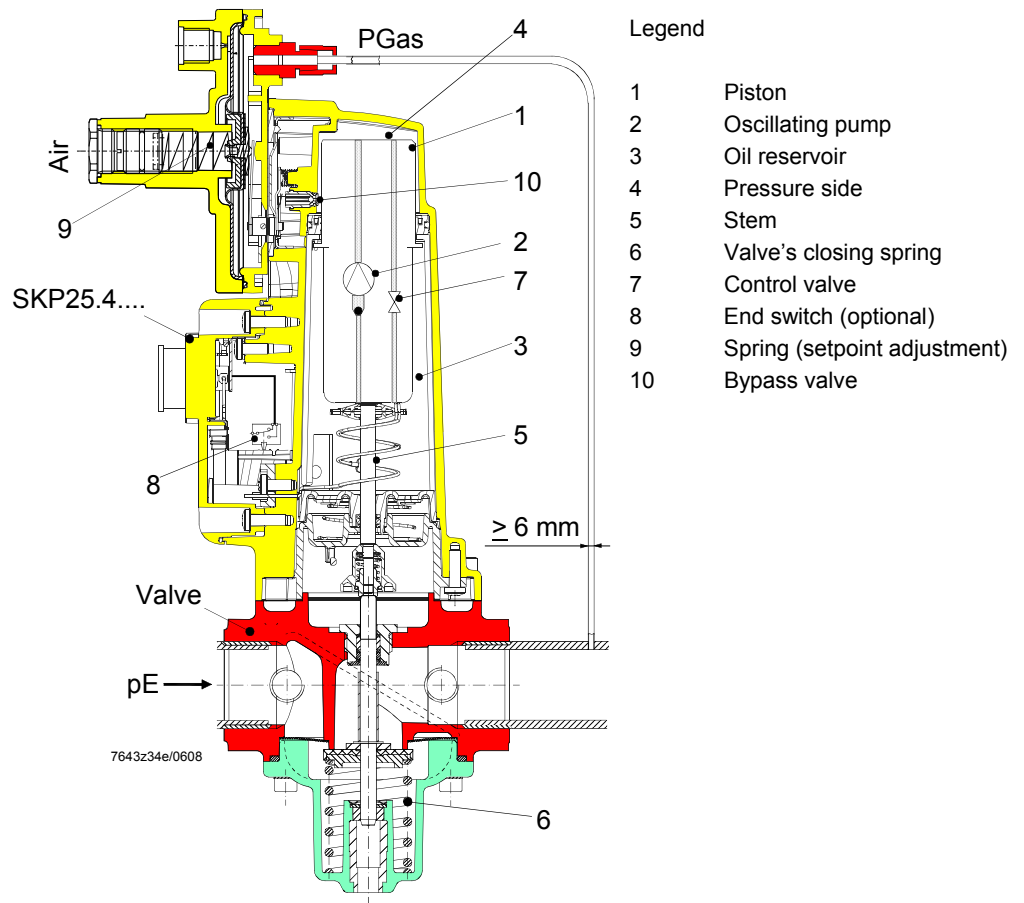 PGas
4
Legend
1
1 Piston
2 Oscillating pump
Air
3 Oil reservoir
10
4 Pressure side
9
5 Stem
2
6 Valve's closing spring
7
7 Control valve
SKP25.4....
8 End switch (optional)
3
9 Spring (setpoint adjustment)
10 Bypass valve
5
8
≥ 6 mm
Valve
pE
7643z34e/0608
6